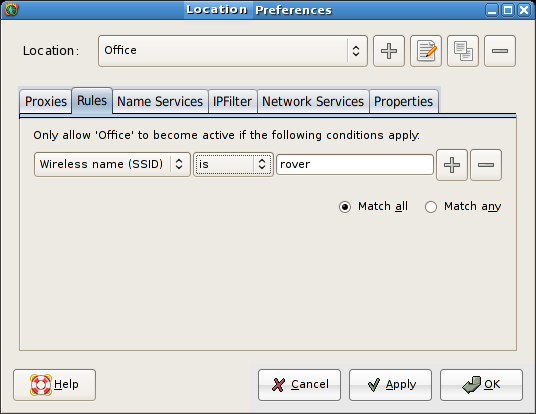 Location Preferences
Location: Office
Proxies Rules Name Services IPFilter Network Services Properties
Only allow 'Office' to become active if the following conditions apply:
Wireless name (SSID) is rover
Match all Match any
Help Cancel Apply OK